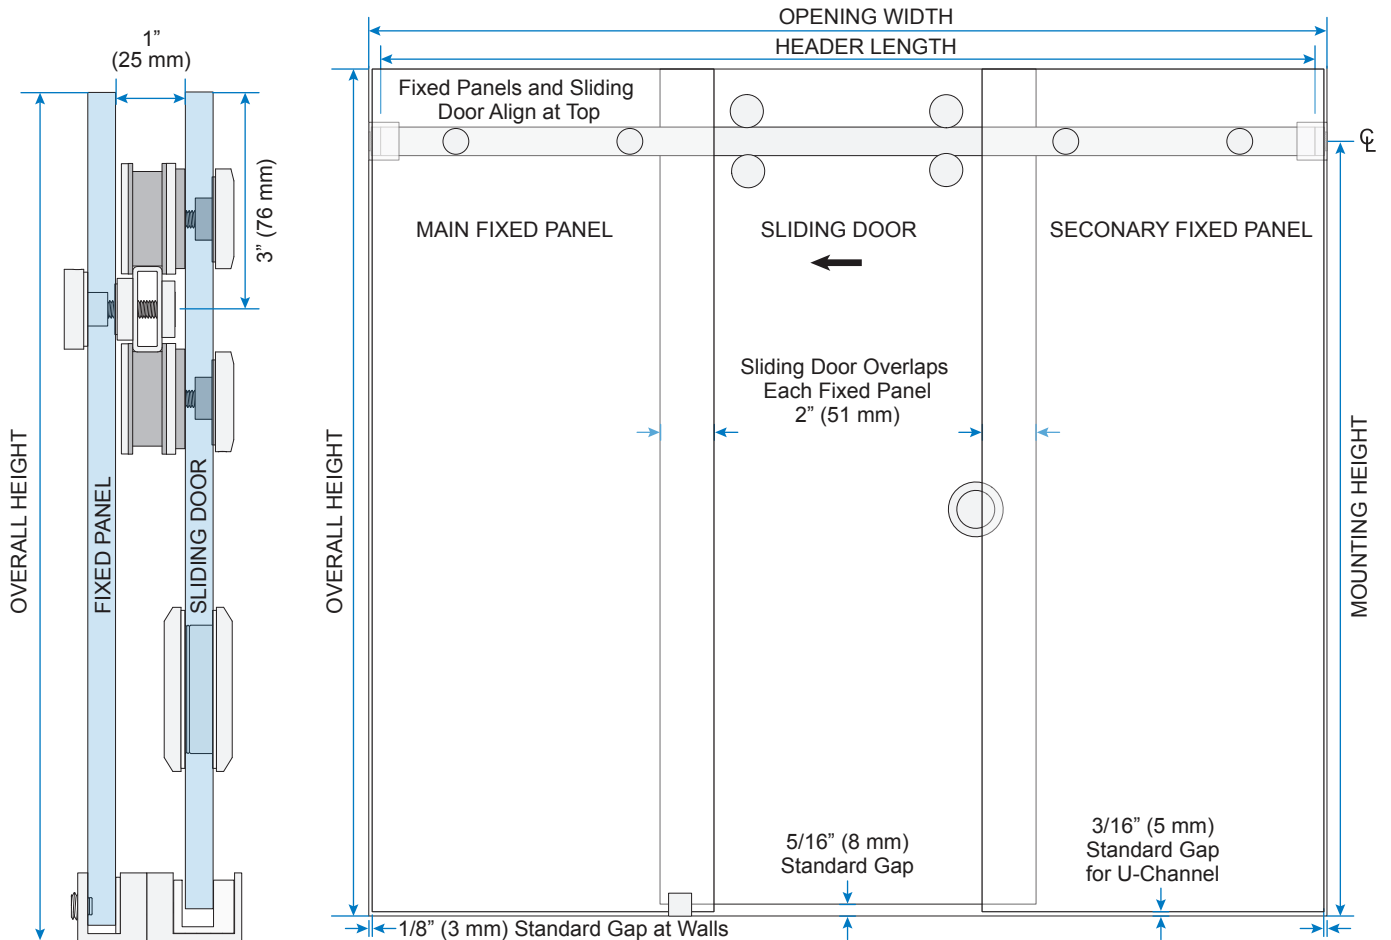 1”
(25 mm)
3” (76 mm)
OVERALL HEIGHT
FIXED PANEL
SLIDING DOOR
OPENING WIDTH
HEADER LENGTH
Fixed Panels and Sliding
Door Align at Top
℄
MAIN FIXED PANEL
SLIDING DOOR
SECONARY FIXED PANEL
Sliding Door Overlaps
Each Fixed Panel
2” (51 mm)
OVERALL HEIGHT
MOUNTING HEIGHT
5/16” (8 mm)
Standard Gap
3/16” (5 mm)
Standard Gap
for U-Channel
1/8” (3 mm) Standard Gap at Walls